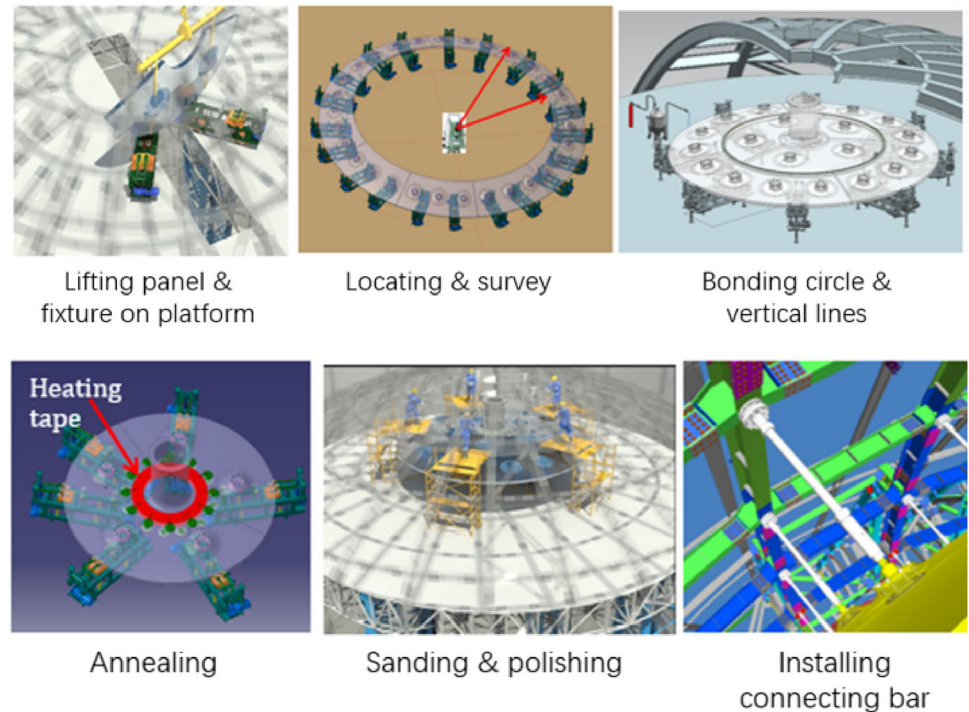 Lifting panel &
fixture on platform
Locating & survey
Bonding circle &
vertical lines
Heating
tape
Annealing
Sanding & polishing
Installing
connecting bar